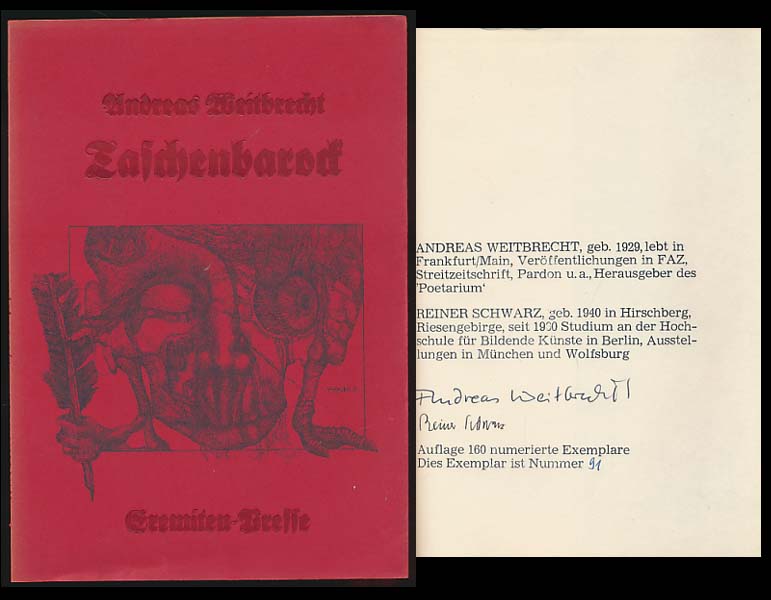 Andreas Weitbrecht
Taschenbarock
Eremiten-Presse
ANDREAS WEITBRECHT, geb. 1929, lebt in
Frankfurt/Main, Veröffentlichungen in FAZ,
Streitzeitschrift, Pardon u. a., Herausgeber des
'Poetarium'
REINER SCHWARZ, geb. 1940 in Hirschberg,
Riesengebirge, seit 1960 Studium an der Hoch-
schule für Bildende Künste in Berlin, Ausstel-
lungen in München und Wolfsburg
Andreas Weitbrecht
Reiner Schwarz
Auflage 160 numerierte Exemplare
Dies Exemplar ist Nummer 91